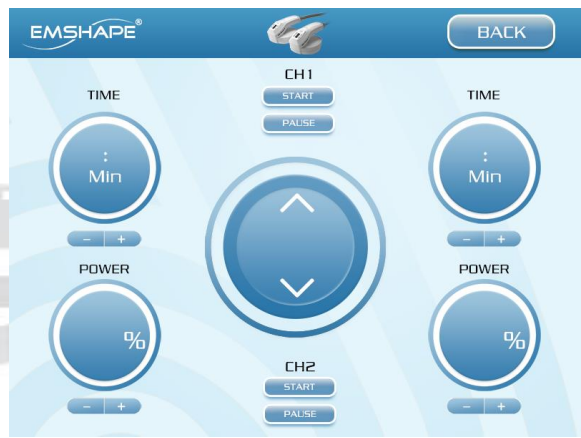 EMSHAPE®
BACK
CH1
START
PAUSE
TIME
:
Min
- +
POWER
%
- +
TIME
:
Min
- +
POWER
%
- +
CH2
START
PAUSE